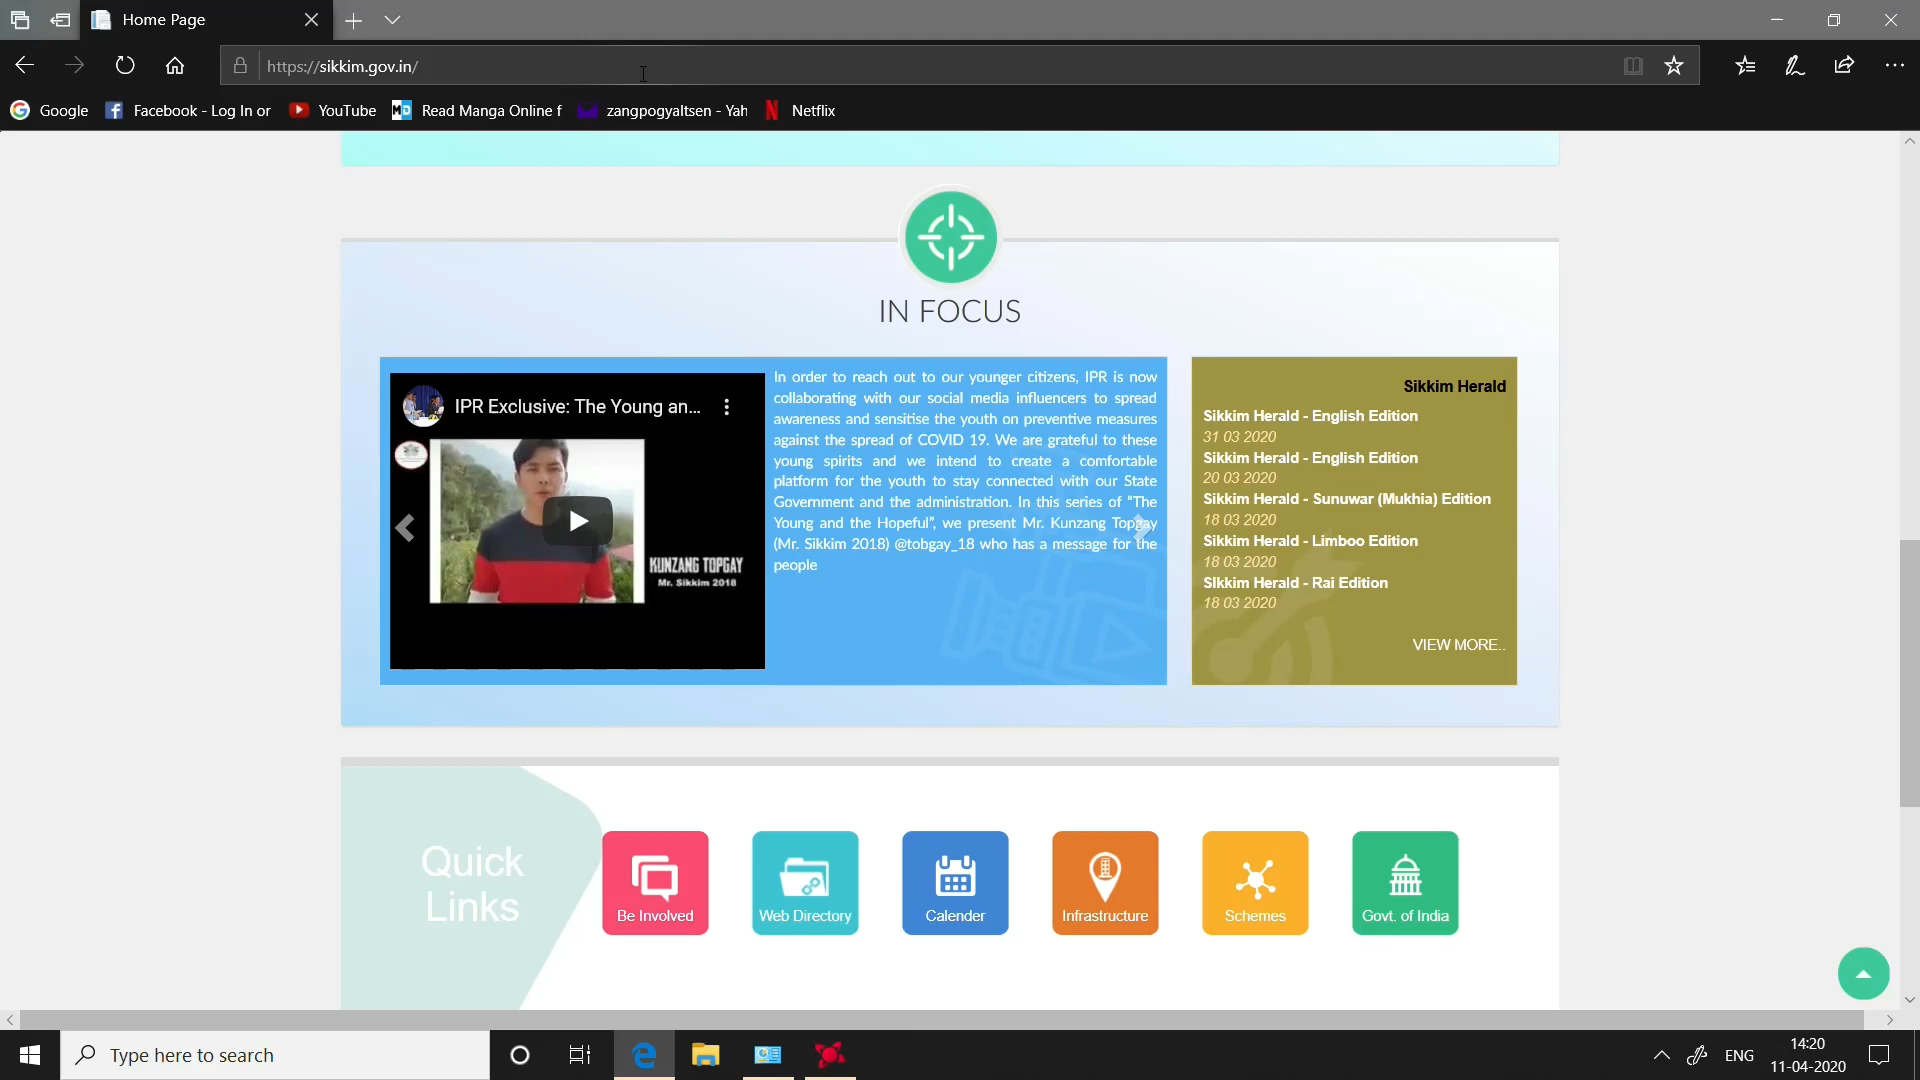 Home Page
https://sikkim.gov.in/
Google
Facebook - Log In or
YouTube
Read Manga Online f
zangpogyaltsen - Yah
Netflix
IN FOCUS
IPR Exclusive: The Young an...
KUNZANG TOPGAY
Mr. Sikkim 2018
In order to reach out to our younger citizens, IPR is now
collaborating with our social media influencers to spread
awareness and sensitise the youth on preventive measures
against the spread of COVID 19. We are grateful to these
young spirits and we intend to create a comfortable
platform for the youth to stay connected with our State
Government and the administration. In this series of "The
Young and the Hopeful", we present Mr. Kunzang Topgay
(Mr. Sikkim 2018) @tobgay_18 who has a message for the
people
Sikkim Herald
Sikkim Herald - English Edition
31 03 2020
Sikkim Herald - English Edition
20 03 2020
Sikkim Herald - Sunuwar (Mukhia) Edition
18 03 2020
Sikkim Herald - Limboo Edition
18 03 2020
SIkkim Herald - Rai Edition
18 03 2020
VIEW MORE..
Quick
Links
Be Involved
Web Directory
Calender
Infrastructure
Schemes
Govt. of India
Type here to search
ENG
14:20
11-04-2020